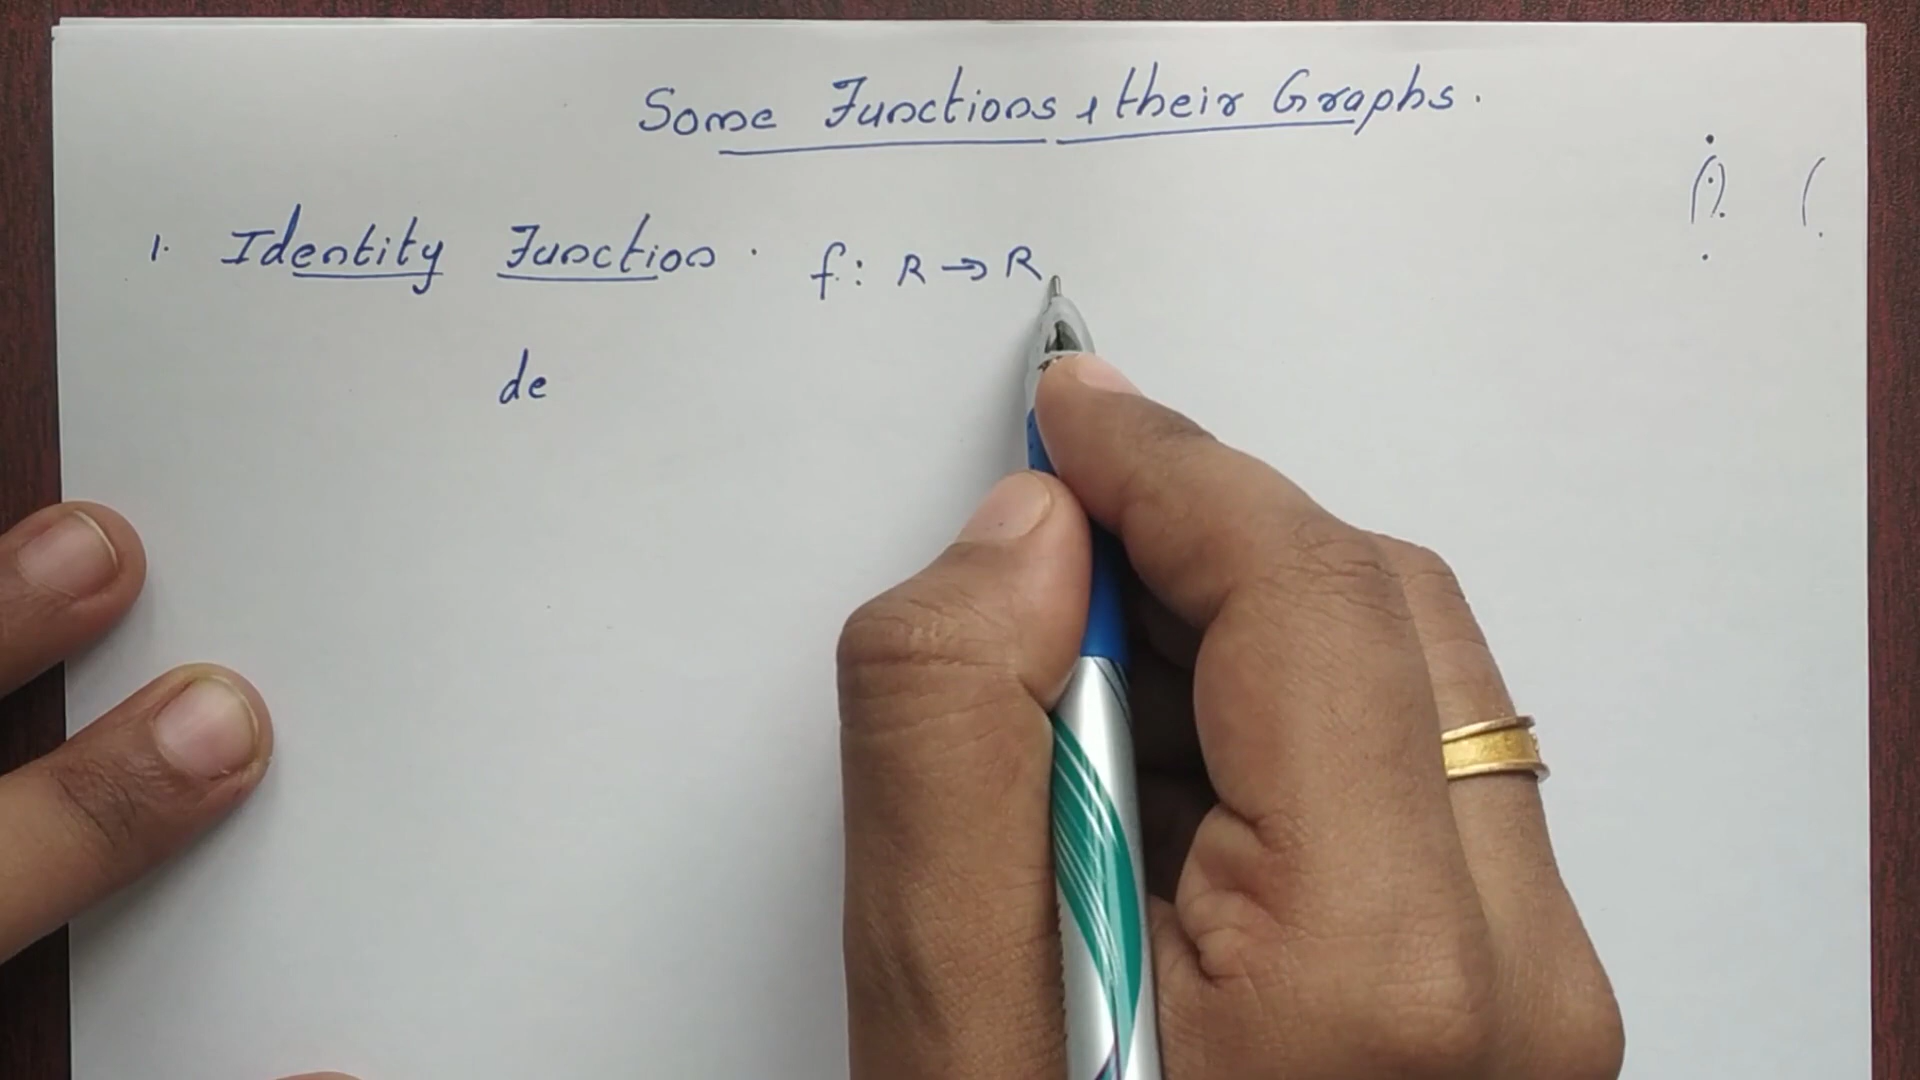 Some Functions & their Graphs.
1. Identity Function. f: R → R
de